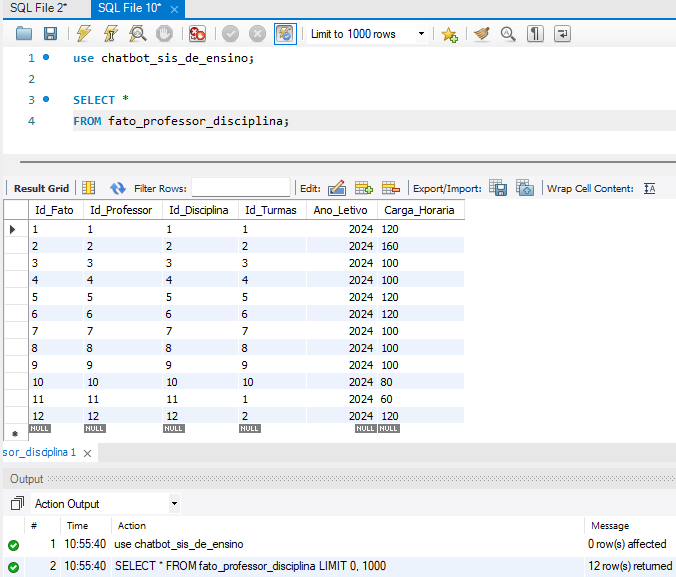 SQL File 2* SQL File 10* ×
Limit to 1000 rows
1 use chatbot_sis_de_ensino;
2
3 SELECT *
4 FROM fato_professor_disciplina;
Result Grid Filter Rows: Edit: Export/Import: Wrap Cell Content: IA
Id_Fato Id_Professor Id_Disciplina Id_Turmas Ano_Letivo Carga_Horaria
1 1 1 1 2024 120
2 2 2 2 2024 160
3 3 3 3 2024 100
4 4 4 4 2024 100
5 5 5 5 2024 120
6 6 6 6 2024 120
7 7 7 7 2024 100
8 8 8 8 2024 100
9 9 9 9 2024 100
10 10 10 10 2024 80
11 11 11 1 2024 60
12 12 12 2 2024 120
NULL NULL NULL NULL NULL NULL
sor_disciplina 1 ×
Output
Action Output
# Time Action Message
1 10:55:40 use chatbot_sis_de_ensino 0 row(s) affected
2 10:55:40 SELECT * FROM fato_professor_disciplina LIMIT 0, 1000 12 row(s) returned